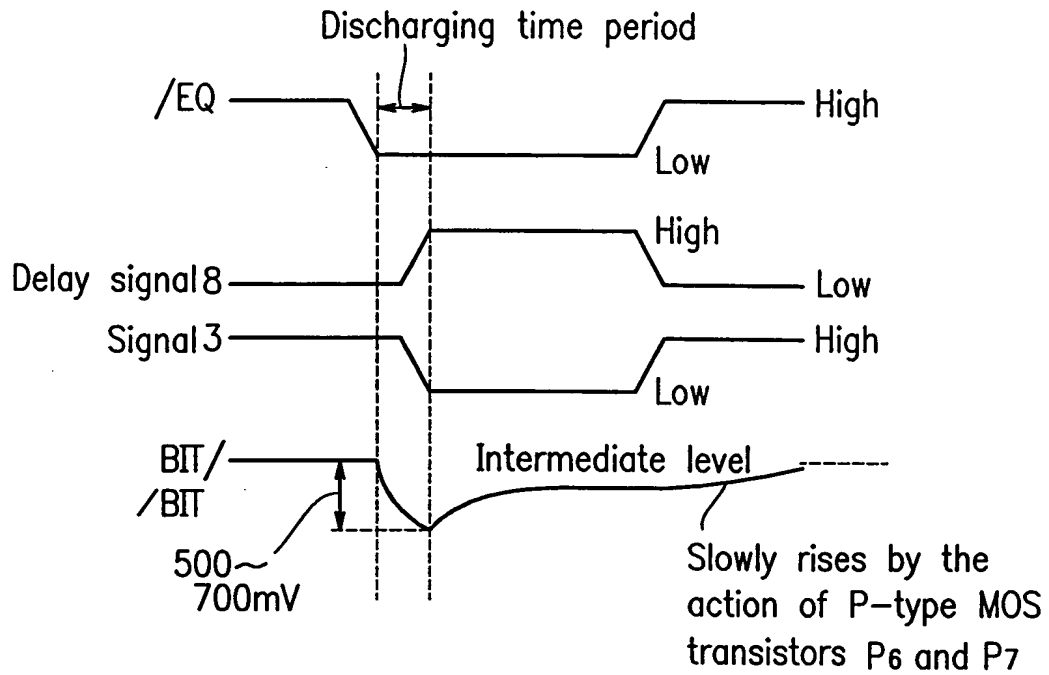 Discharging time period
/EQ
High
Low
High
Delay signal 8
Low
Signal 3
High
Low
BIT/
/BIT
Intermediate level
500~
700mV
Slowly rises by the
action of P-type MOS
transistors P6 and P7